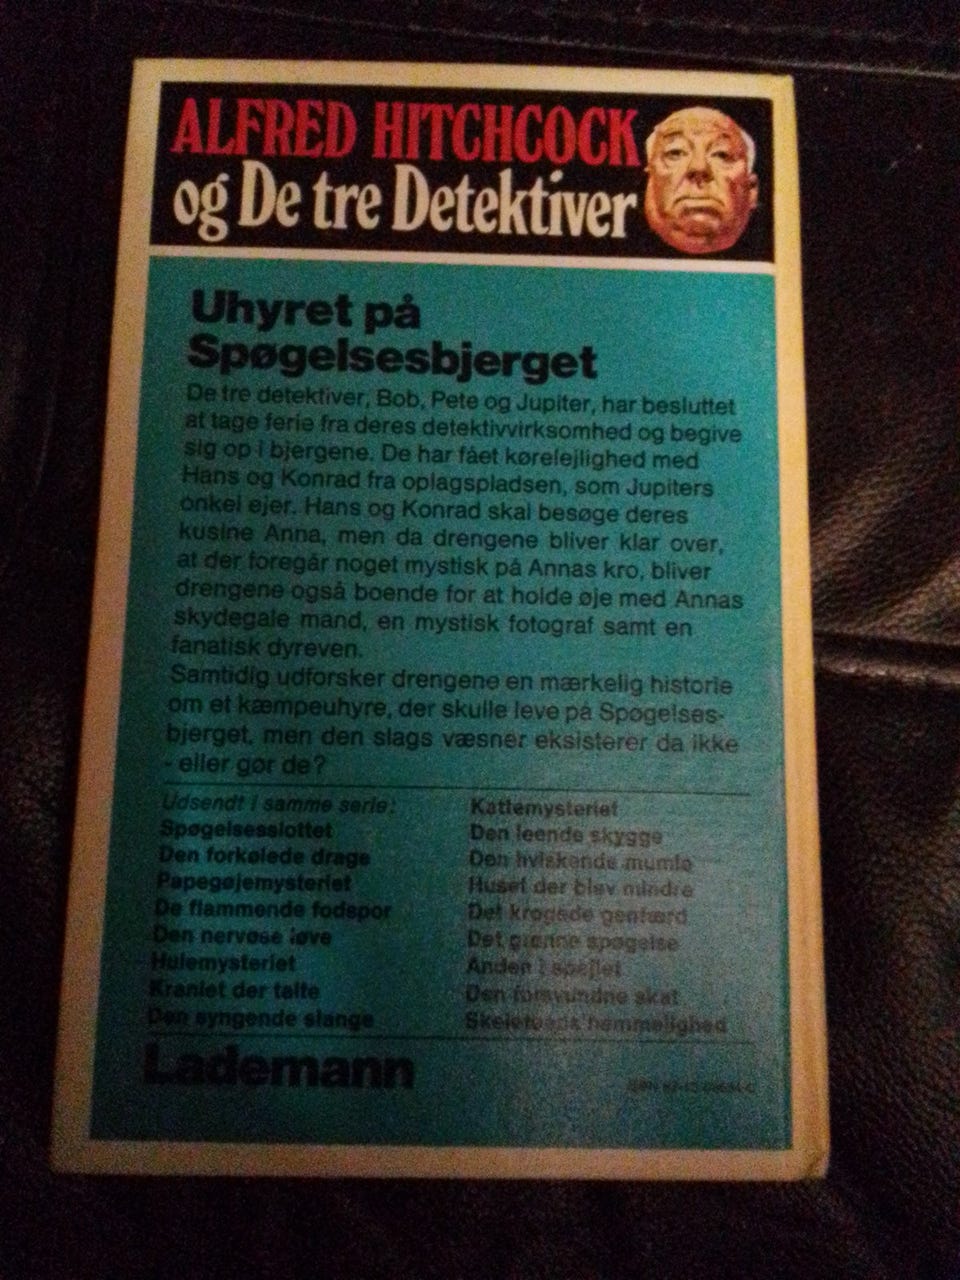 ALFRED HITCHCOCK
og De tre Detektiver
Uhyret på
Spøgelsesbjerget
De tre detektiver, Bob, Pete og Jupiter, har besluttet
at tage ferie fra deres detektivvirksomhed og begive
sig op i bjergene. De har fået kørelejlighed med
Hans og Konrad fra oplagspladsen, som Jupiters
onkel ejer. Hans og Konrad skal besøge deres
kusine Anna, men da drengene bliver klar over,
at der foregår noget mystisk på Annas kro, bliver
drengene også boende for at holde øje med Annas
skydegale mand, en mystisk fotograf samt en
fanatisk dyreven.
Samtidig udforsker drengene en mærkelig historie
om et kæmpeuhyre, der skulle leve på Spøgelses-
bjerget, men den slags væsner eksisterer da ikke
- eller gør de?
Udsendt i samme serie:
Spøgelsesslottet
Den forkølede drage
Papegøjemysteriet
De flammende fodspor
Den nervøse løve
Hulemysteriet
Kraniet der talte
Den syngende slange
Kattemysteriet
Den leende skygge
Den hviskende mumie
Huset der blev mindre
Det krogede genfærd
Det grønne spøgelse
Ånden i spejlet
Den forsvundne skat
Skeletøens hemmelighed
Lademann
ISBN